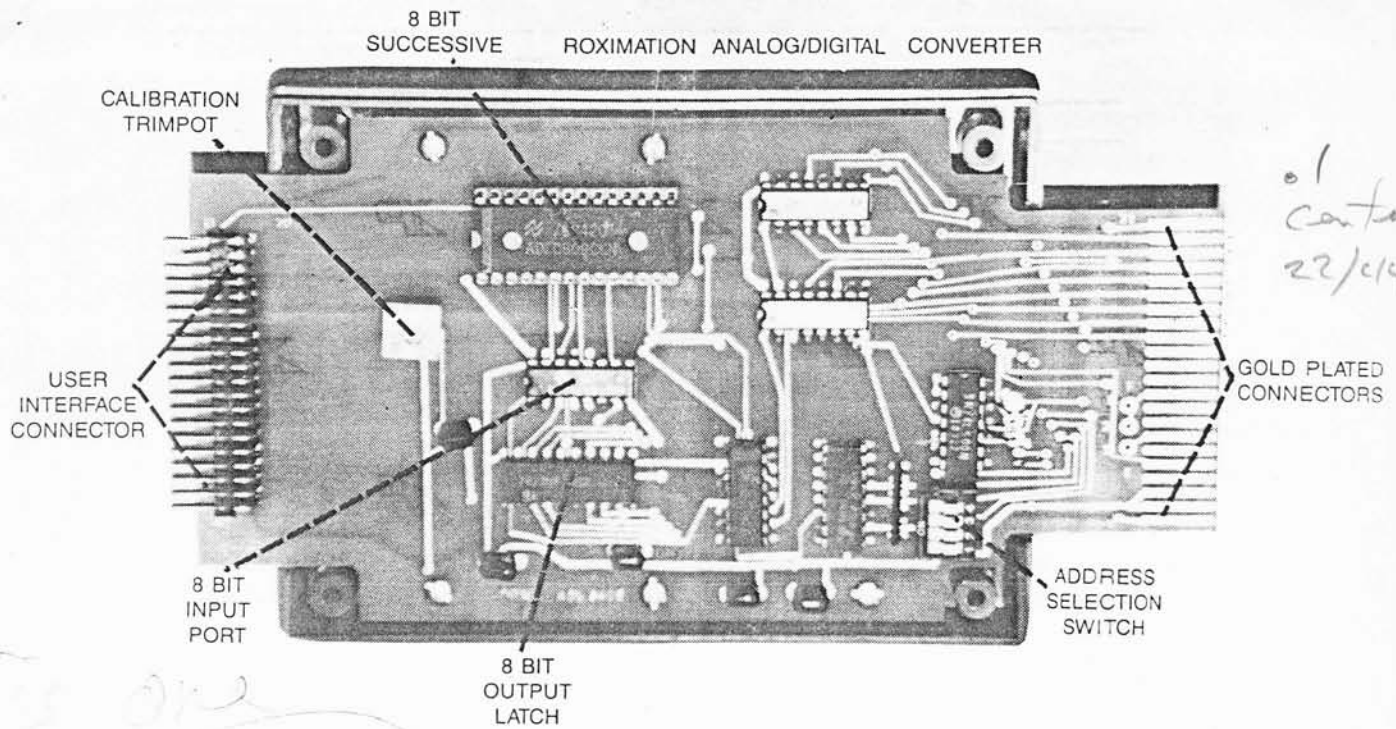 8 BIT
SUCCESSIVE ROXIMATION ANALOG/DIGITAL CONVERTER
CALIBRATION
TRIMPOT
USER
INTERFACE
CONNECTOR
GOLD PLATED
CONNECTORS
8 BIT
INPUT
PORT
ADDRESS
SELECTION
SWITCH
8 BIT
OUTPUT
LATCH
.1